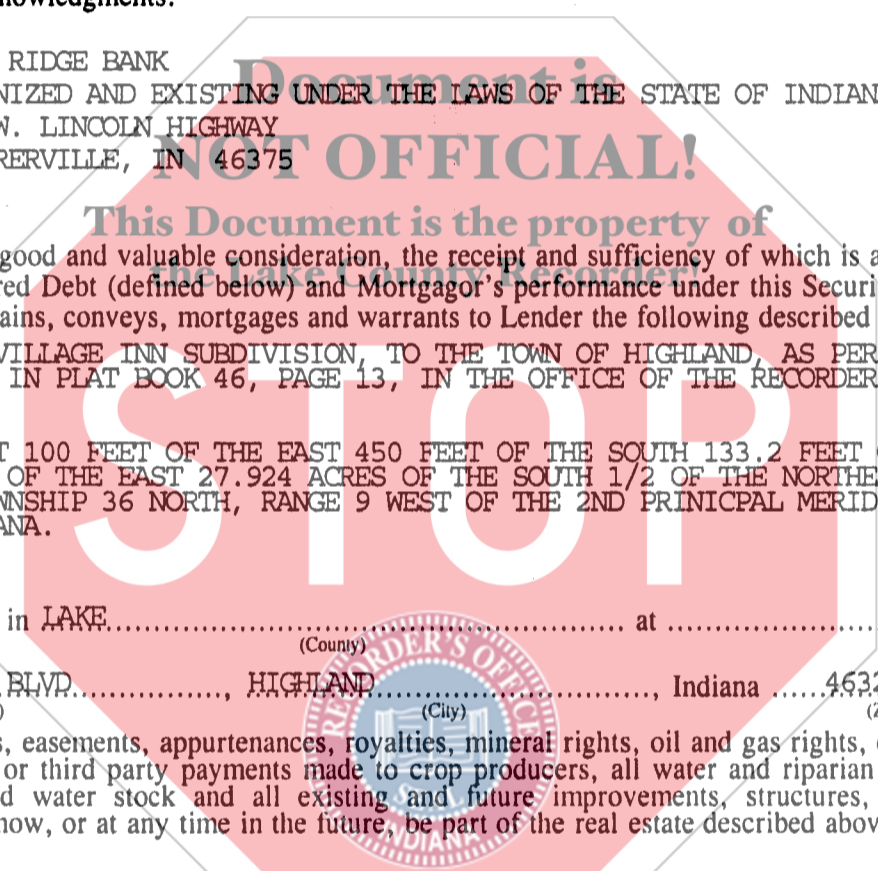 nowledgments:
RIDGE BANK
NIZED AND EXISTING UNDER THE LAWS OF THE STATE OF INDIAN
W. LINCOLN HIGHWAY
RERVILLE, IN 46375
Document is
NOT OFFICIAL!
This Document is the property of
the Lake County Recorder!
good and valuable consideration, the receipt and sufficiency of which is a
red Debt (defined below) and Mortgagor's performance under this Securi
ains, conveys, mortgages and warrants to Lender the following described
VILLAGE INN SUBDIVISION, TO THE TOWN OF HIGHLAND, AS PER
IN PLAT BOOK 46, PAGE 13, IN THE OFFICE OF THE RECORDER
STOP
T 100 FEET OF THE EAST 450 FEET OF THE SOUTH 133.2 FEET
OF THE EAST 27.924 ACRES OF THE SOUTH 1/2 OF THE NORTHE
WNSHIP 36 NORTH, RANGE 9 WEST OF THE 2ND PRINICPAL MERID
ANA.
in LAKE.......................................................... at .......................
(County)
BLVD................, HIGHLAND.............................., Indiana ......4632
(City)
s, easements, appurtenances, royalties, mineral rights, oil and gas rights,
or third party payments made to crop producers, all water and riparian
d water stock and all existing and future improvements, structures,
now, or at any time in the future, be part of the real estate described abov
RECORDER'S OFFICE
SEAL
INDIANA